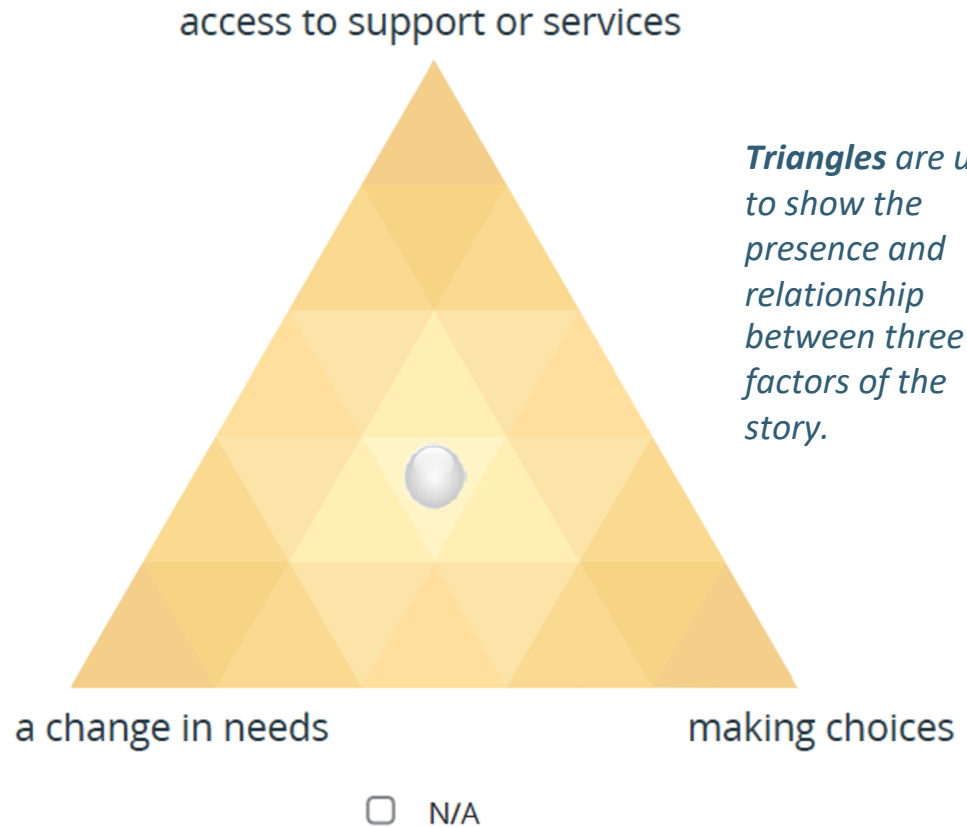 access to support or services
Triangles are u
to show the
presence and
relationship
between three
factors of the
story.
a change in needs
making choices
N/A